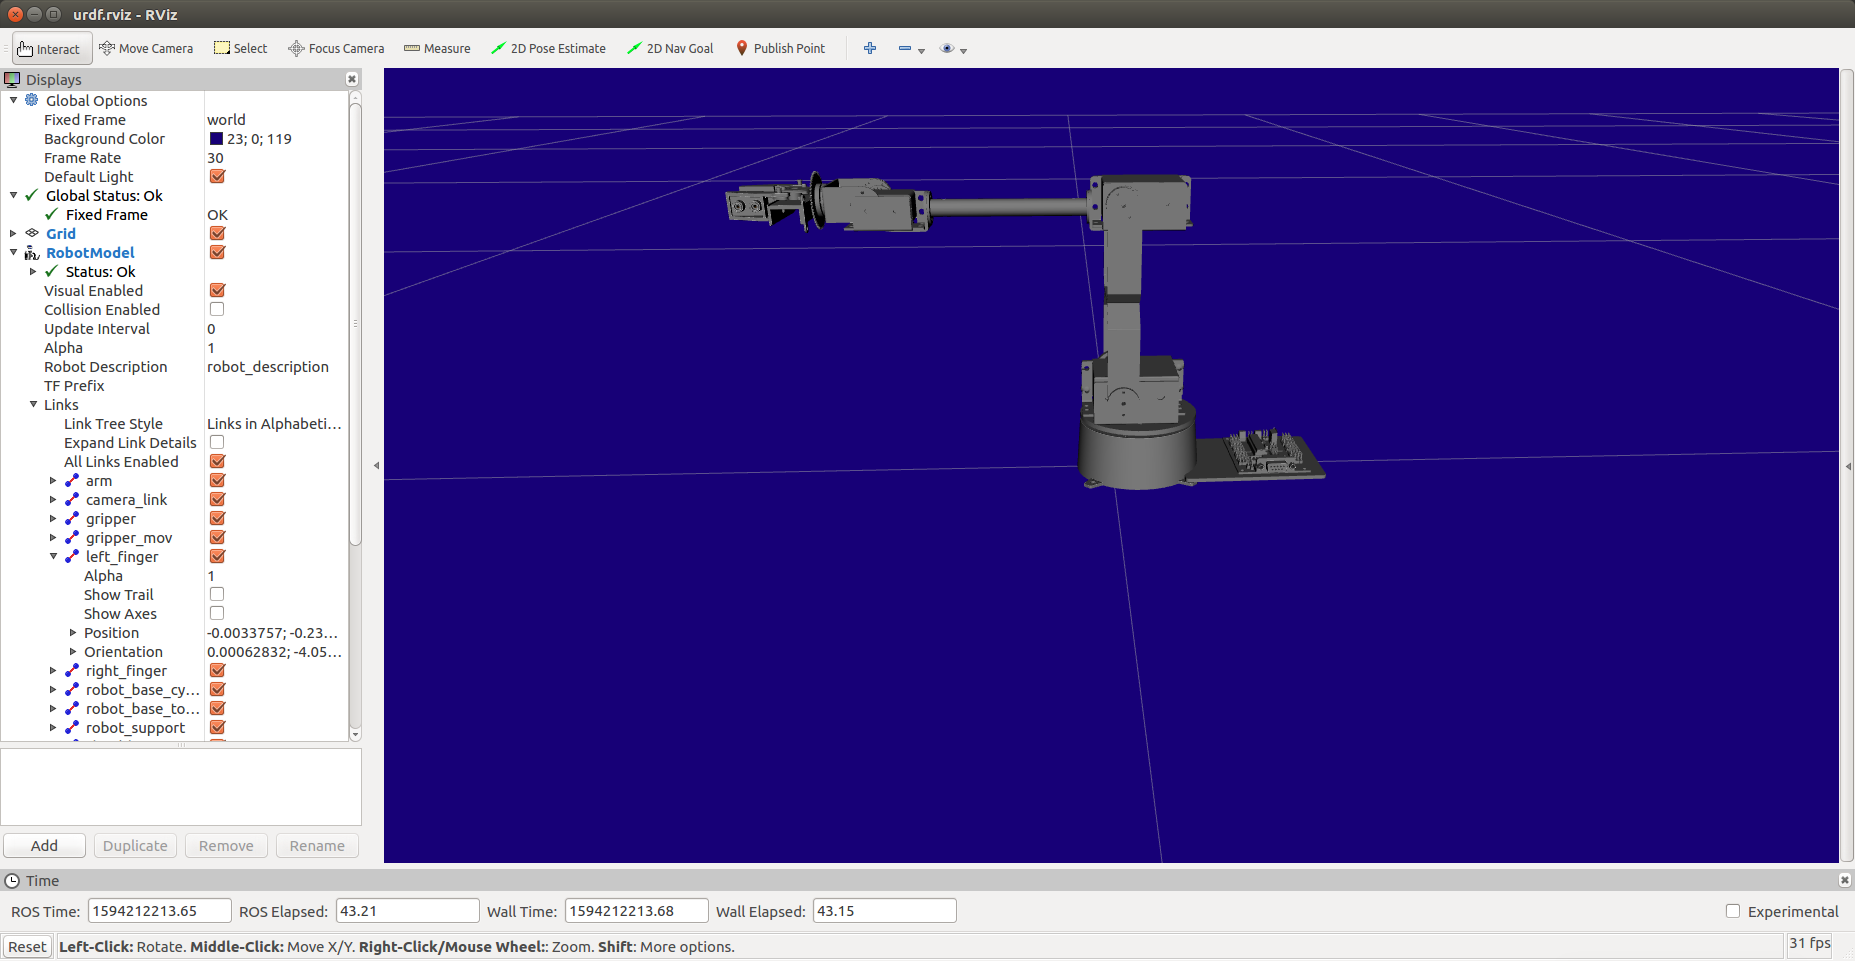 urdf.rviz - RViz
Interact Move Camera Select Focus Camera Measure 2D Pose Estimate 2D Nav Goal Publish Point
Displays
Global Options
Fixed Frame world
Background Color 23; 0; 119
Frame Rate 30
Default Light
Global Status: Ok
Fixed Frame OK
Grid
RobotModel
Status: Ok
Visual Enabled
Collision Enabled
Update Interval 0
Alpha 1
Robot Description robot_description
TF Prefix
Links
Link Tree Style Links in Alphabeti...
Expand Link Details
All Links Enabled
arm
camera_link
gripper
gripper_mov
left_finger
Alpha 1
Show Trail
Show Axes
Position -0.0033757; -0.23...
Orientation 0.00062832; -4.05...
right_finger
robot_base_cy...
robot_base_to...
robot_support
Add Duplicate Remove Rename
Time
ROS Time: 1594212213.65 ROS Elapsed: 43.21 Wall Time: 1594212213.68 Wall Elapsed: 43.15 Experimental
Reset Left-Click: Rotate. Middle-Click: Move X/Y. Right-Click/Mouse Wheel:: Zoom. Shift: More options. 31 fps